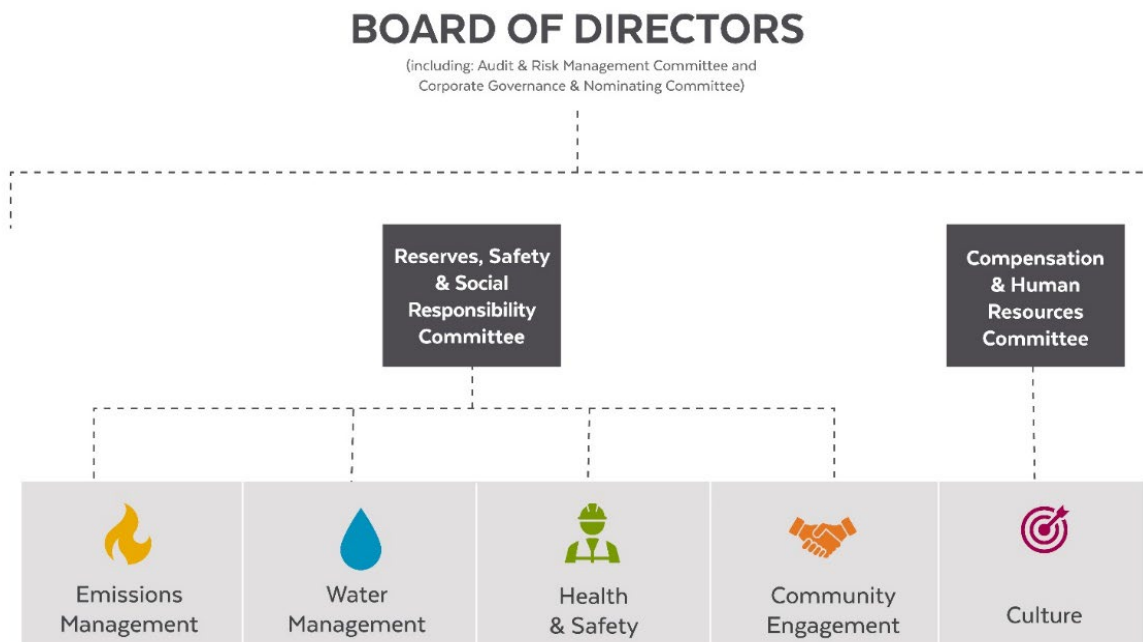 BOARD OF DIRECTORS
(including: Audit & Risk Management Committee and
Corporate Governance & Nominating Committee)
Reserves, Safety
& Social
Responsibility
Committee
Compensation
& Human
Resources
Committee
Emissions
Management
Water
Management
Health
& Safety
Community
Engagement
Culture